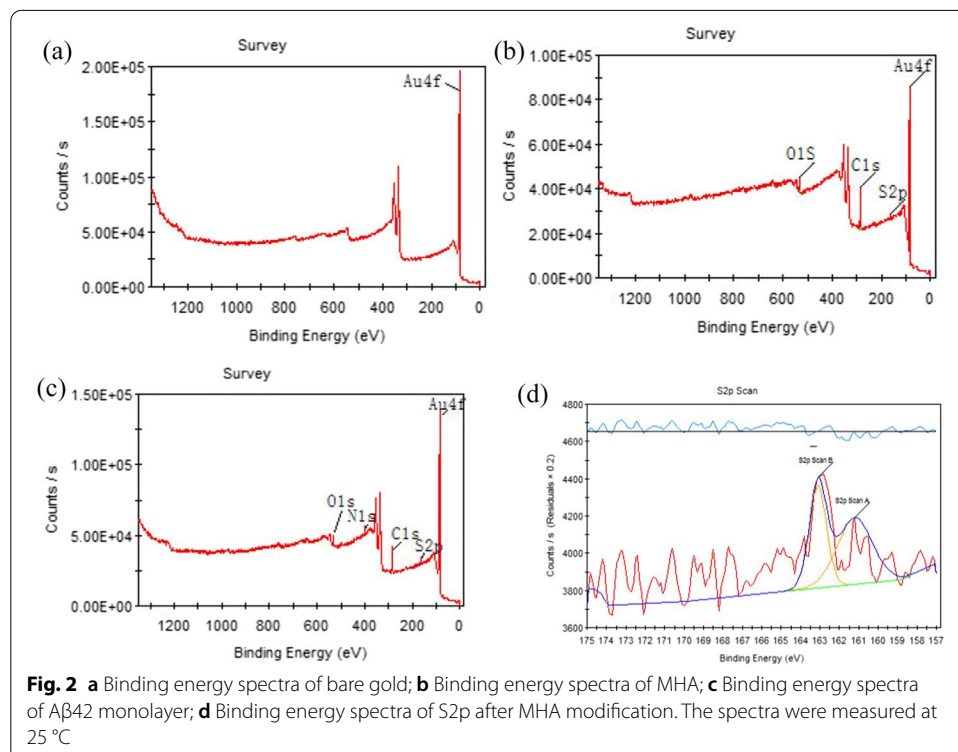 (a)
Survey
2.00E+05
Au4f
1.50E+05
1.00E+05
5.00E+04
0.00E+00
Counts / s
1200 1000 800 600 400 200 0
Binding Energy (eV)
(b)
Survey
1.00E+05
Au4f
8.00E+04
6.00E+04
O1S
C1s
S2p
4.00E+04
2.00E+04
0.00E+00
Counts / s
1200 1000 800 600 400 200 0
Binding Energy (eV)
(c)
Survey
1.50E+05
Au4f
1.00E+05
O1s
N1s
C1s
S2p
5.00E+04
0.00E+00
Counts / s
1200 1000 800 600 400 200 0
Binding Energy (eV)
(d)
S2p Scan
4800
4600
4400
4200
4000
3800
3600
S2p Scan B
S2p Scan A
Counts / s (Residuals × 0.2)
175 174 173 172 171 170 169 168 167 166 165 164 163 162 161 160 159 158 157
Binding Energy (eV)
Fig. 2 a Binding energy spectra of bare gold; b Binding energy spectra of MHA; c Binding energy spectra
of Aβ42 monolayer; d Binding energy spectra of S2p after MHA modification. The spectra were measured at
25 °C